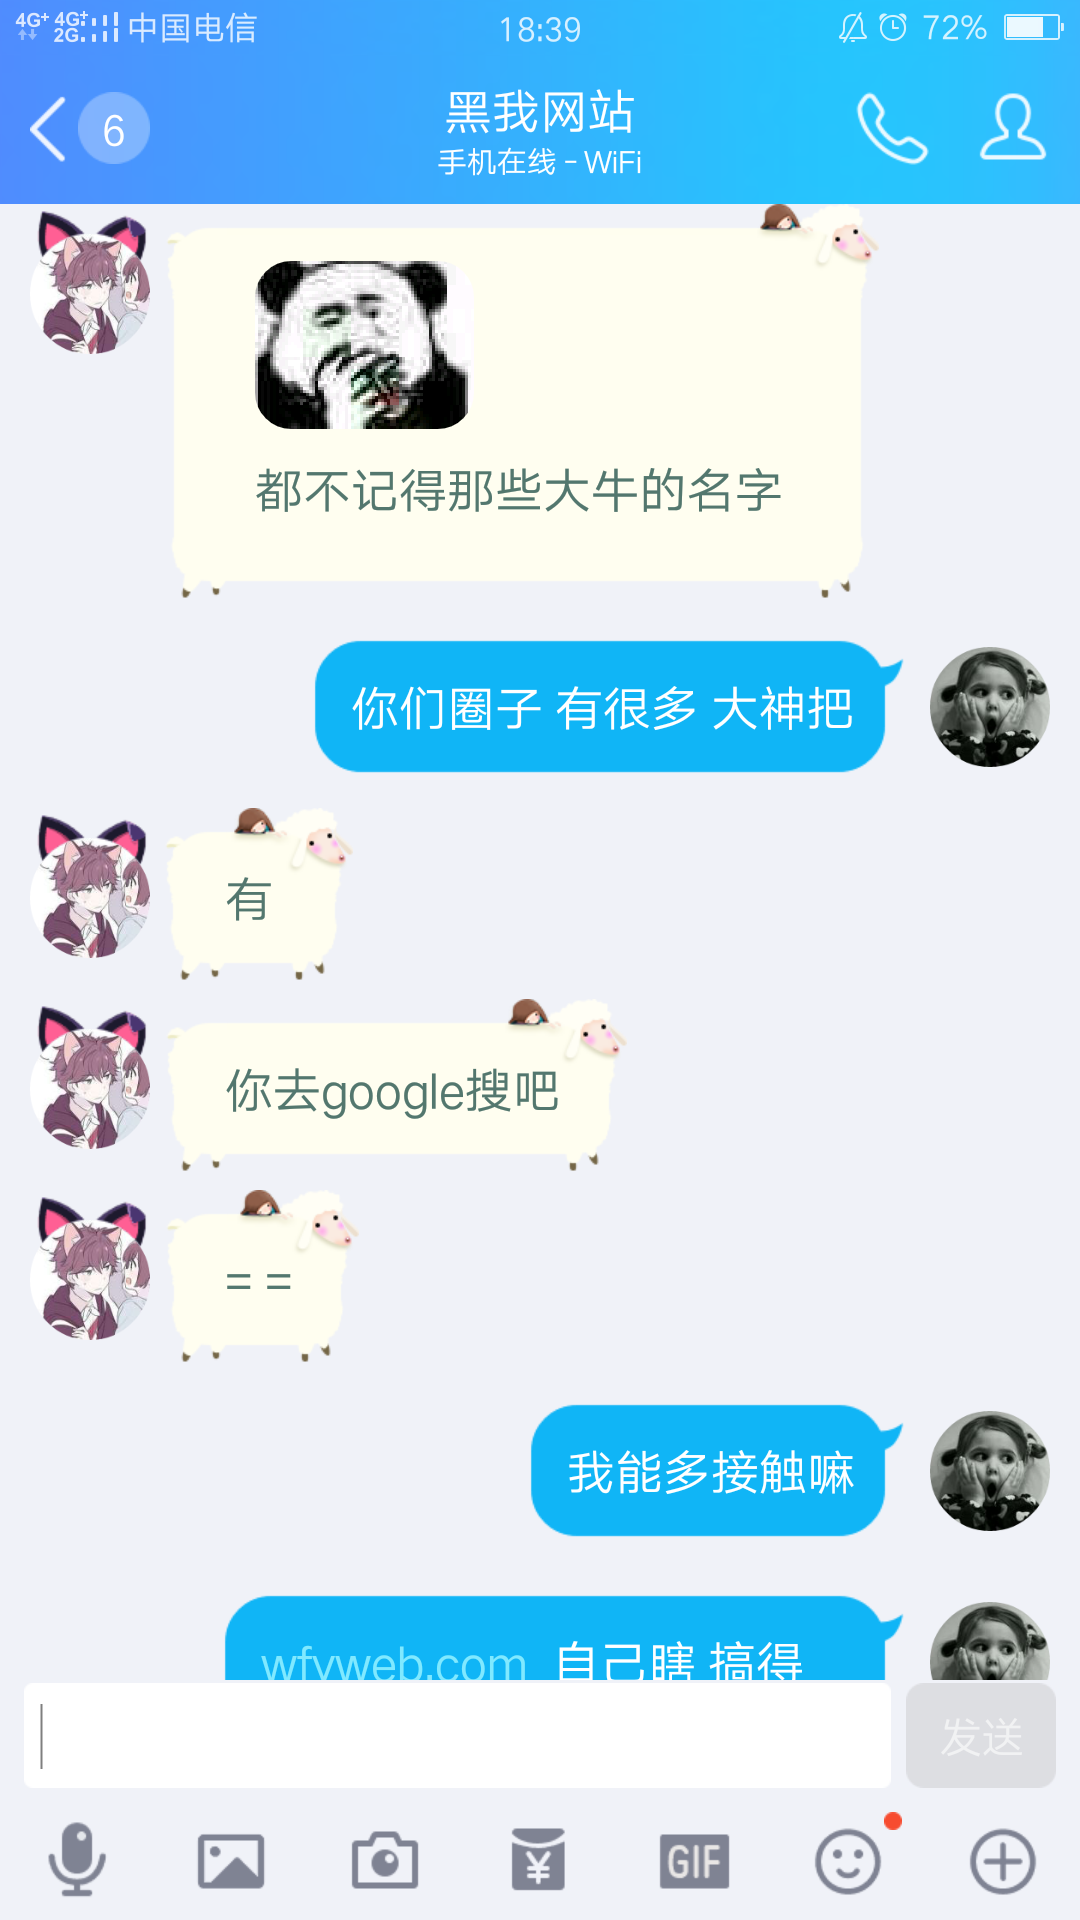 4G+ 4G+ 2G 中国电信 18:39 72%
6
黑我网站
手机在线 - WiFi
都不记得那些大牛的名字
你们圈子 有很多 大神把
有
你去google搜吧
= =
我能多接触嘛
wfyweb.com 自己瞎 搞得
发送
GIF